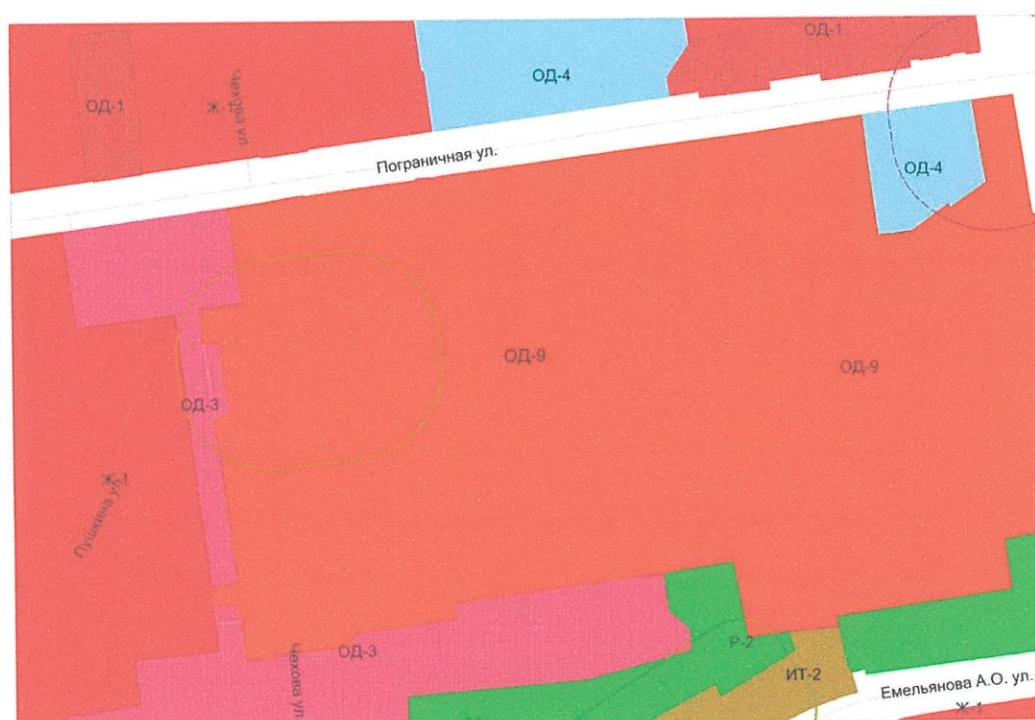 ОД-1
ОД-4
ОД-1
Ж-1
Чехова ул
Пограничная ул.
ОД-4
ОД-9
ОД-9
ОД-3
Ж-1
Пушкина ул.
ОД-3
Чехова ул
Р-2
ИТ-2
Емельянова А.О. ул.
Ж-1